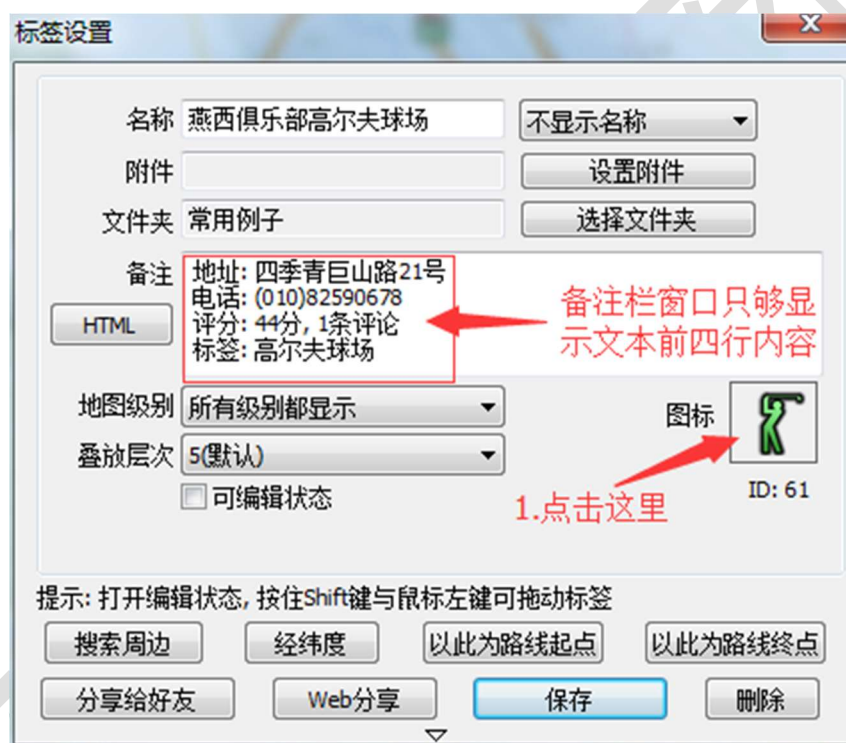 标签设置
名称 燕西俱乐部高尔夫球场 不显示名称
附件 设置附件
文件夹 常用例子 选择文件夹
备注 地址: 四季青巨山路21号
电话: (010)82590678
HTML 评分: 44分, 1条评论
标签: 高尔夫球场
备注栏窗口只够显
示文本前四行内容
地图级别 所有级别都显示 图标
叠放层次 5(默认)
可编辑状态 ID: 61
1.点击这里
提示: 打开编辑状态, 按住Shift键与鼠标左键可拖动标签
搜索周边 经纬度 以此为路线起点 以此为路线终点
分享给好友 Web分享 保存 删除